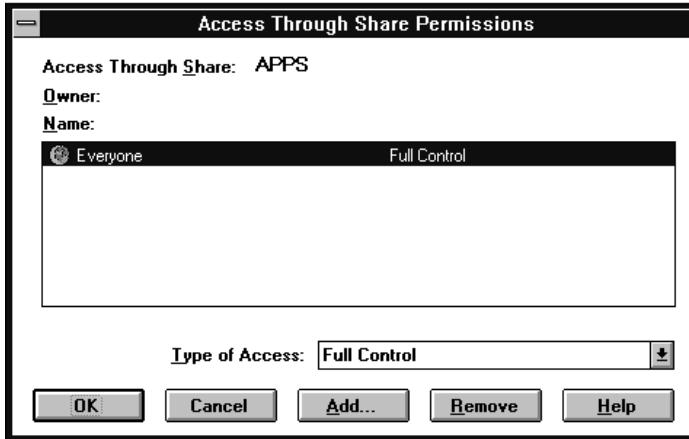 Access Through Share Permissions
Access Through Share: APPS
Owner:
Name:
Everyone Full Control
Type of Access: Full Control
OK Cancel Add... Remove Help